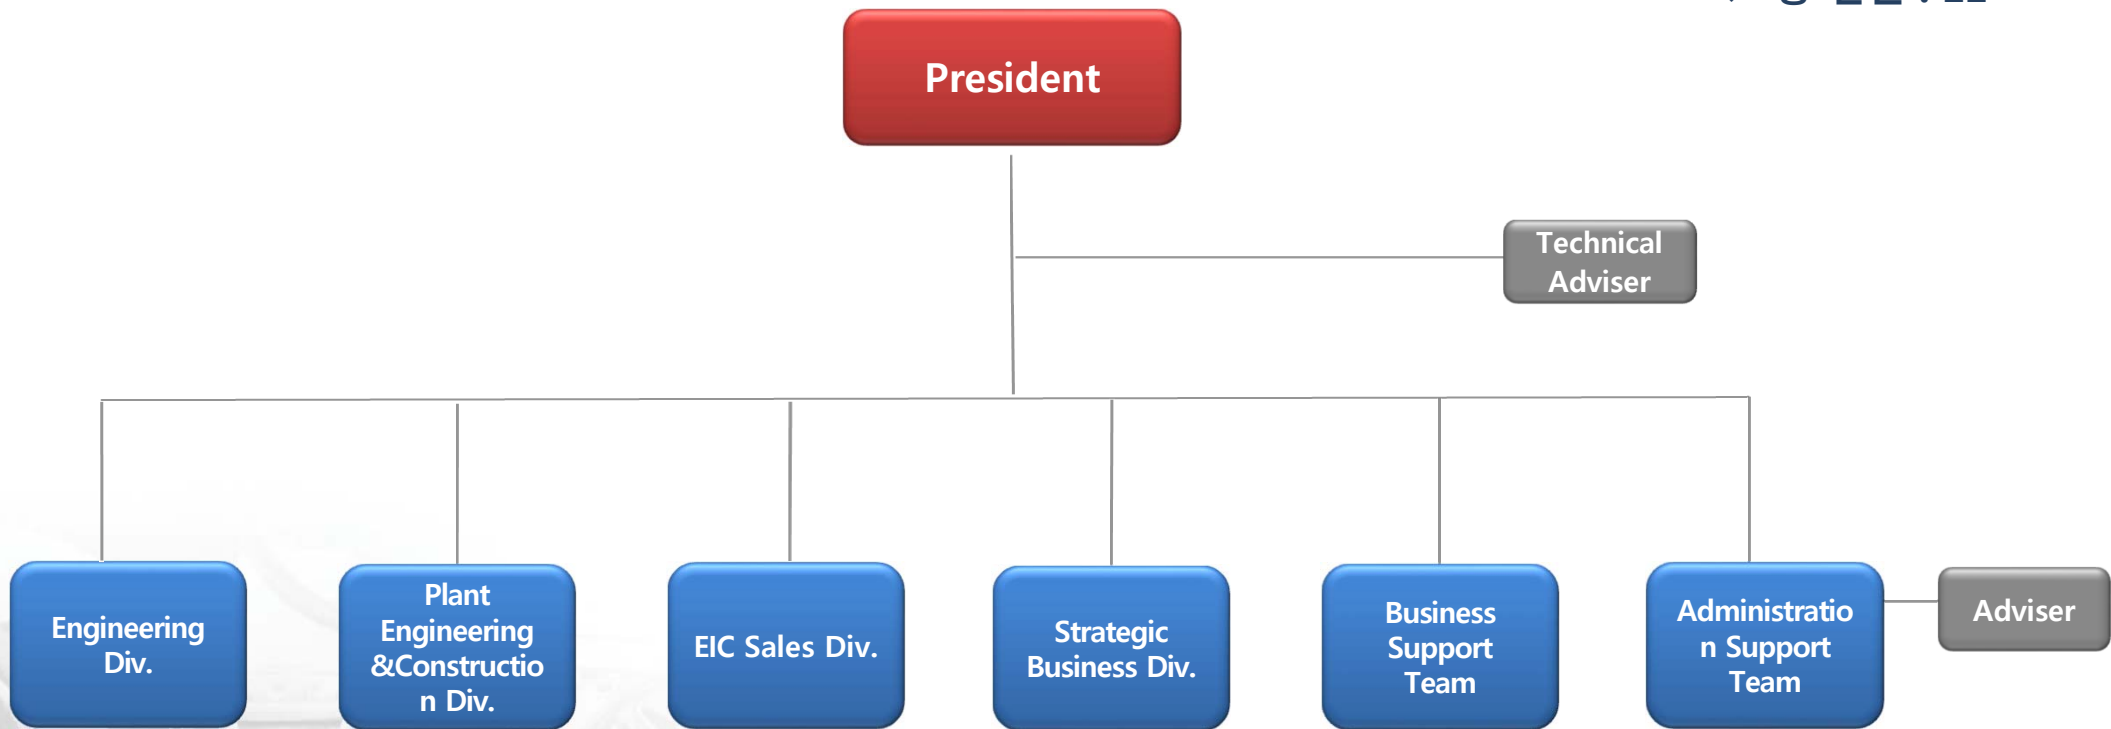 President
Technical
Adviser
Engineering
Div.
Plant
Engineering
&Constructio
n Div.
EIC Sales Div.
Strategic
Business Div.
Business
Support
Team
Administratio
n Support
Team
Adviser